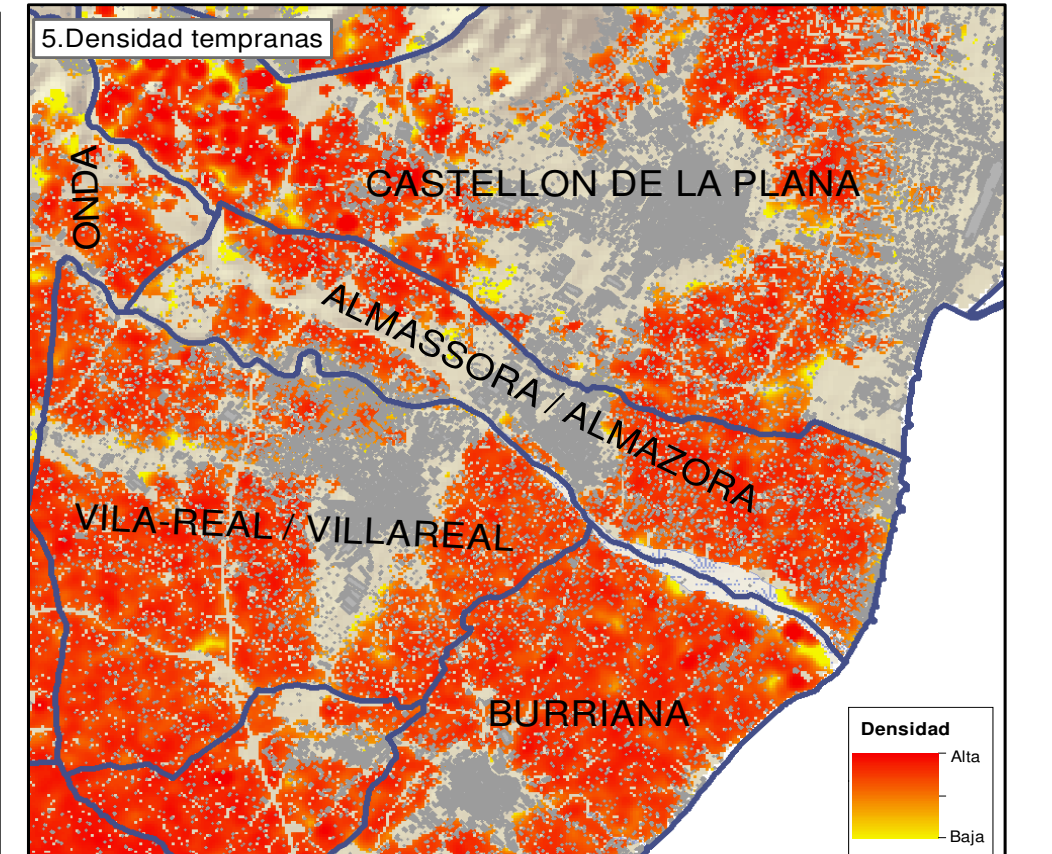 5.Densidad tempranas
ONDA
CASTELLON DE LA PLANA
ALMASSORA / ALMAZORA
VILA-REAL / VILLAREAL
BURRIANA
Densidad
Alta
Baja